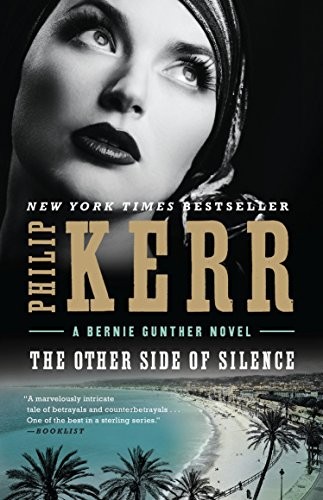 NEW YORK TIMES BESTSELLER
PHILIP
KERR
A BERNIE GUNTHER NOVEL
THE OTHER SIDE OF SILENCE
"A marvelously intricate
tale of betrayals and counterbetrayals . . .
One of the best in a sterling series."
—BOOKLIST